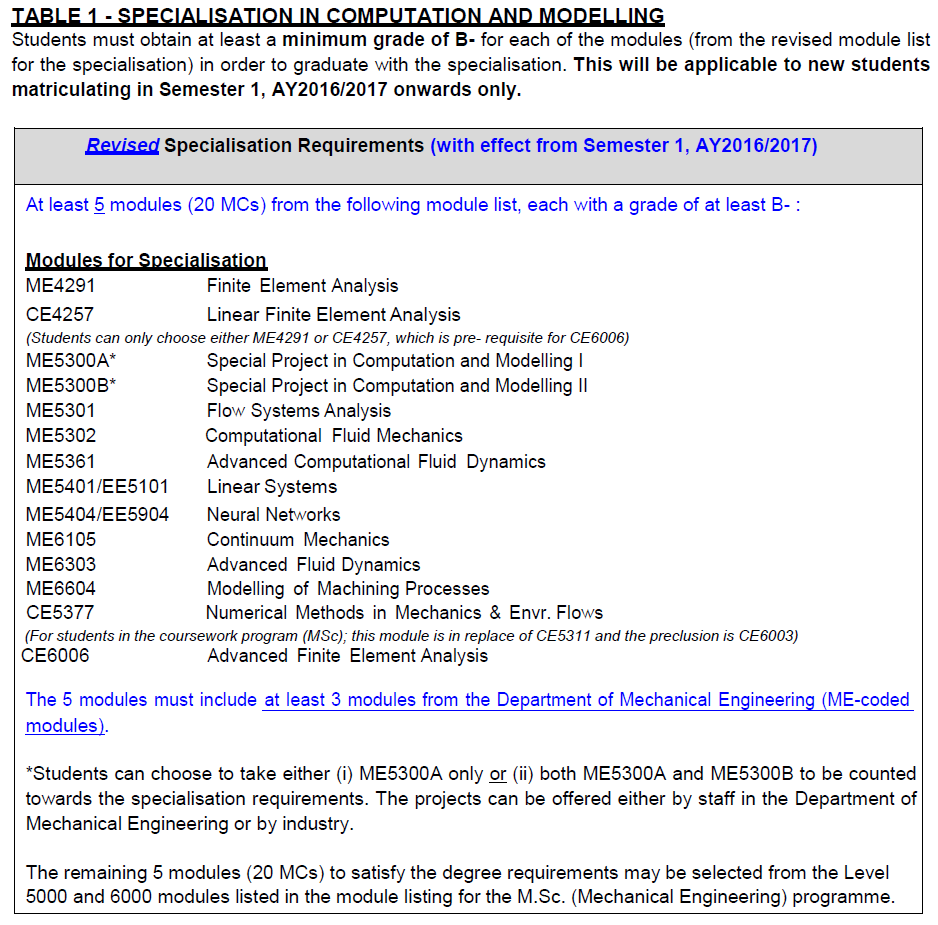 TABLE 1 - SPECIALISATION IN COMPUTATION AND MODELLING
Students must obtain at least a minimum grade of B- for each of the modules (from the revised module list
for the specialisation) in order to graduate with the specialisation. This will be applicable to new students
matriculating in Semester 1, AY2016/2017 onwards only.
Revised Specialisation Requirements (with effect from Semester 1, AY2016/2017)
At least 5 modules (20 MCs) from the following module list, each with a grade of at least B- :
Modules for Specialisation
ME4291 Finite Element Analysis
CE4257 Linear Finite Element Analysis
(Students can only choose either ME4291 or CE4257, which is pre- requisite for CE6006)
ME5300A* Special Project in Computation and Modelling I
ME5300B* Special Project in Computation and Modelling II
ME5301 Flow Systems Analysis
ME5302 Computational Fluid Mechanics
ME5361 Advanced Computational Fluid Dynamics
ME5401/EE5101 Linear Systems
ME5404/EE5904 Neural Networks
ME6105 Continuum Mechanics
ME6303 Advanced Fluid Dynamics
ME6604 Modelling of Machining Processes
CE5377 Numerical Methods in Mechanics & Envr. Flows
(For students in the coursework program (MSc); this module is in replace of CE5311 and the preclusion is CE6003)
CE6006 Advanced Finite Element Analysis
The 5 modules must include at least 3 modules from the Department of Mechanical Engineering (ME-coded
modules).
*Students can choose to take either (i) ME5300A only or (ii) both ME5300A and ME5300B to be counted
towards the specialisation requirements. The projects can be offered either by staff in the Department of
Mechanical Engineering or by industry.
The remaining 5 modules (20 MCs) to satisfy the degree requirements may be selected from the Level
5000 and 6000 modules listed in the module listing for the M.Sc. (Mechanical Engineering) programme.